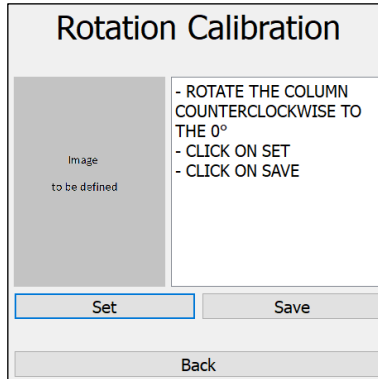 Rotation Calibration
Image
to be defined
- ROTATE THE COLUMN
COUNTERCLOCKWISE TO
THE 0°
- CLICK ON SET
- CLICK ON SAVE
Set
Save
Back